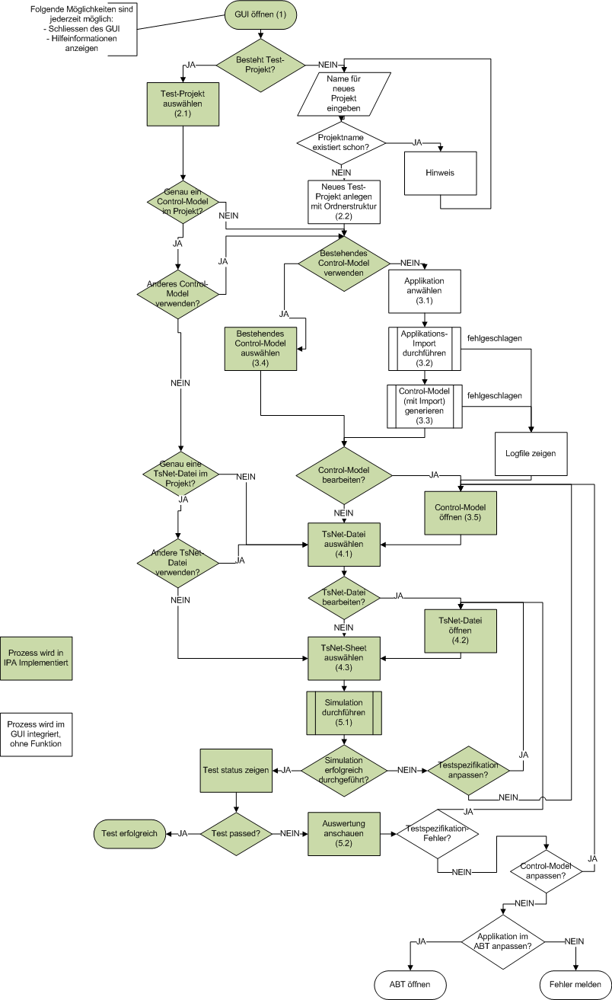 Folgende Möglichkeiten sind
jederzeit möglich:
- Schliessen des GUI
- Hilfeinformationen
anzeigen
GUI öffnen (1)
Besteht Test-
Projekt?
JA
NEIN
Test-Projekt
auswählen
(2.1)
Name für
neues
Projekt
eingeben
Projektname
existiert schon?
JA
NEIN
Hinweis
Neues Test-
Projekt anlegen
mit Ordnerstruktur
(2.2)
Genau ein
Control-Model
im Projekt?
NEIN
JA
Anderes Control-
Model
verwenden?
JA
NEIN
Bestehendes
Control-Model
verwenden
NEIN
JA
Applikation
anwählen
(3.1)
Bestehendes
Control-Model
auswählen
(3.4)
Applikations-
Import
durchführen
(3.2)
fehlgeschlagen
Control-Model
(mit Import)
generieren
(3.3)
fehlgeschlagen
Logfile zeigen
Genau eine
TsNet-Datei im
Projekt?
NEIN
JA
Control-Model
bearbeiten?
JA
NEIN
Control-Model
öffnen (3.5)
TsNet-Datei
auswählen
(4.1)
Andere TsNet-
Datei
verwenden?
JA
NEIN
TsNet-Datei
bearbeiten?
JA
NEIN
TsNet-Datei
öffnen
(4.2)
TsNet-Sheet
auswählen
(4.3)
Prozess wird in
IPA Implementiert
Prozess wird im
GUI integriert,
ohne Funktion
Simulation
durchführen
(5.1)
Simulation
erfolgreich
durchgeführt?
JA
NEIN
Test status zeigen
Testspezifikation
anpassen?
JA
NEIN
Test passed?
JA
NEIN
Test erfolgreich
Auswertung
anschauen
(5.2)
Testspezifikation-
Fehler?
JA
NEIN
Control-Model
anpassen?
JA
NEIN
Applikation im
ABT anpassen?
JA
NEIN
ABT öffnen
Fehler melden